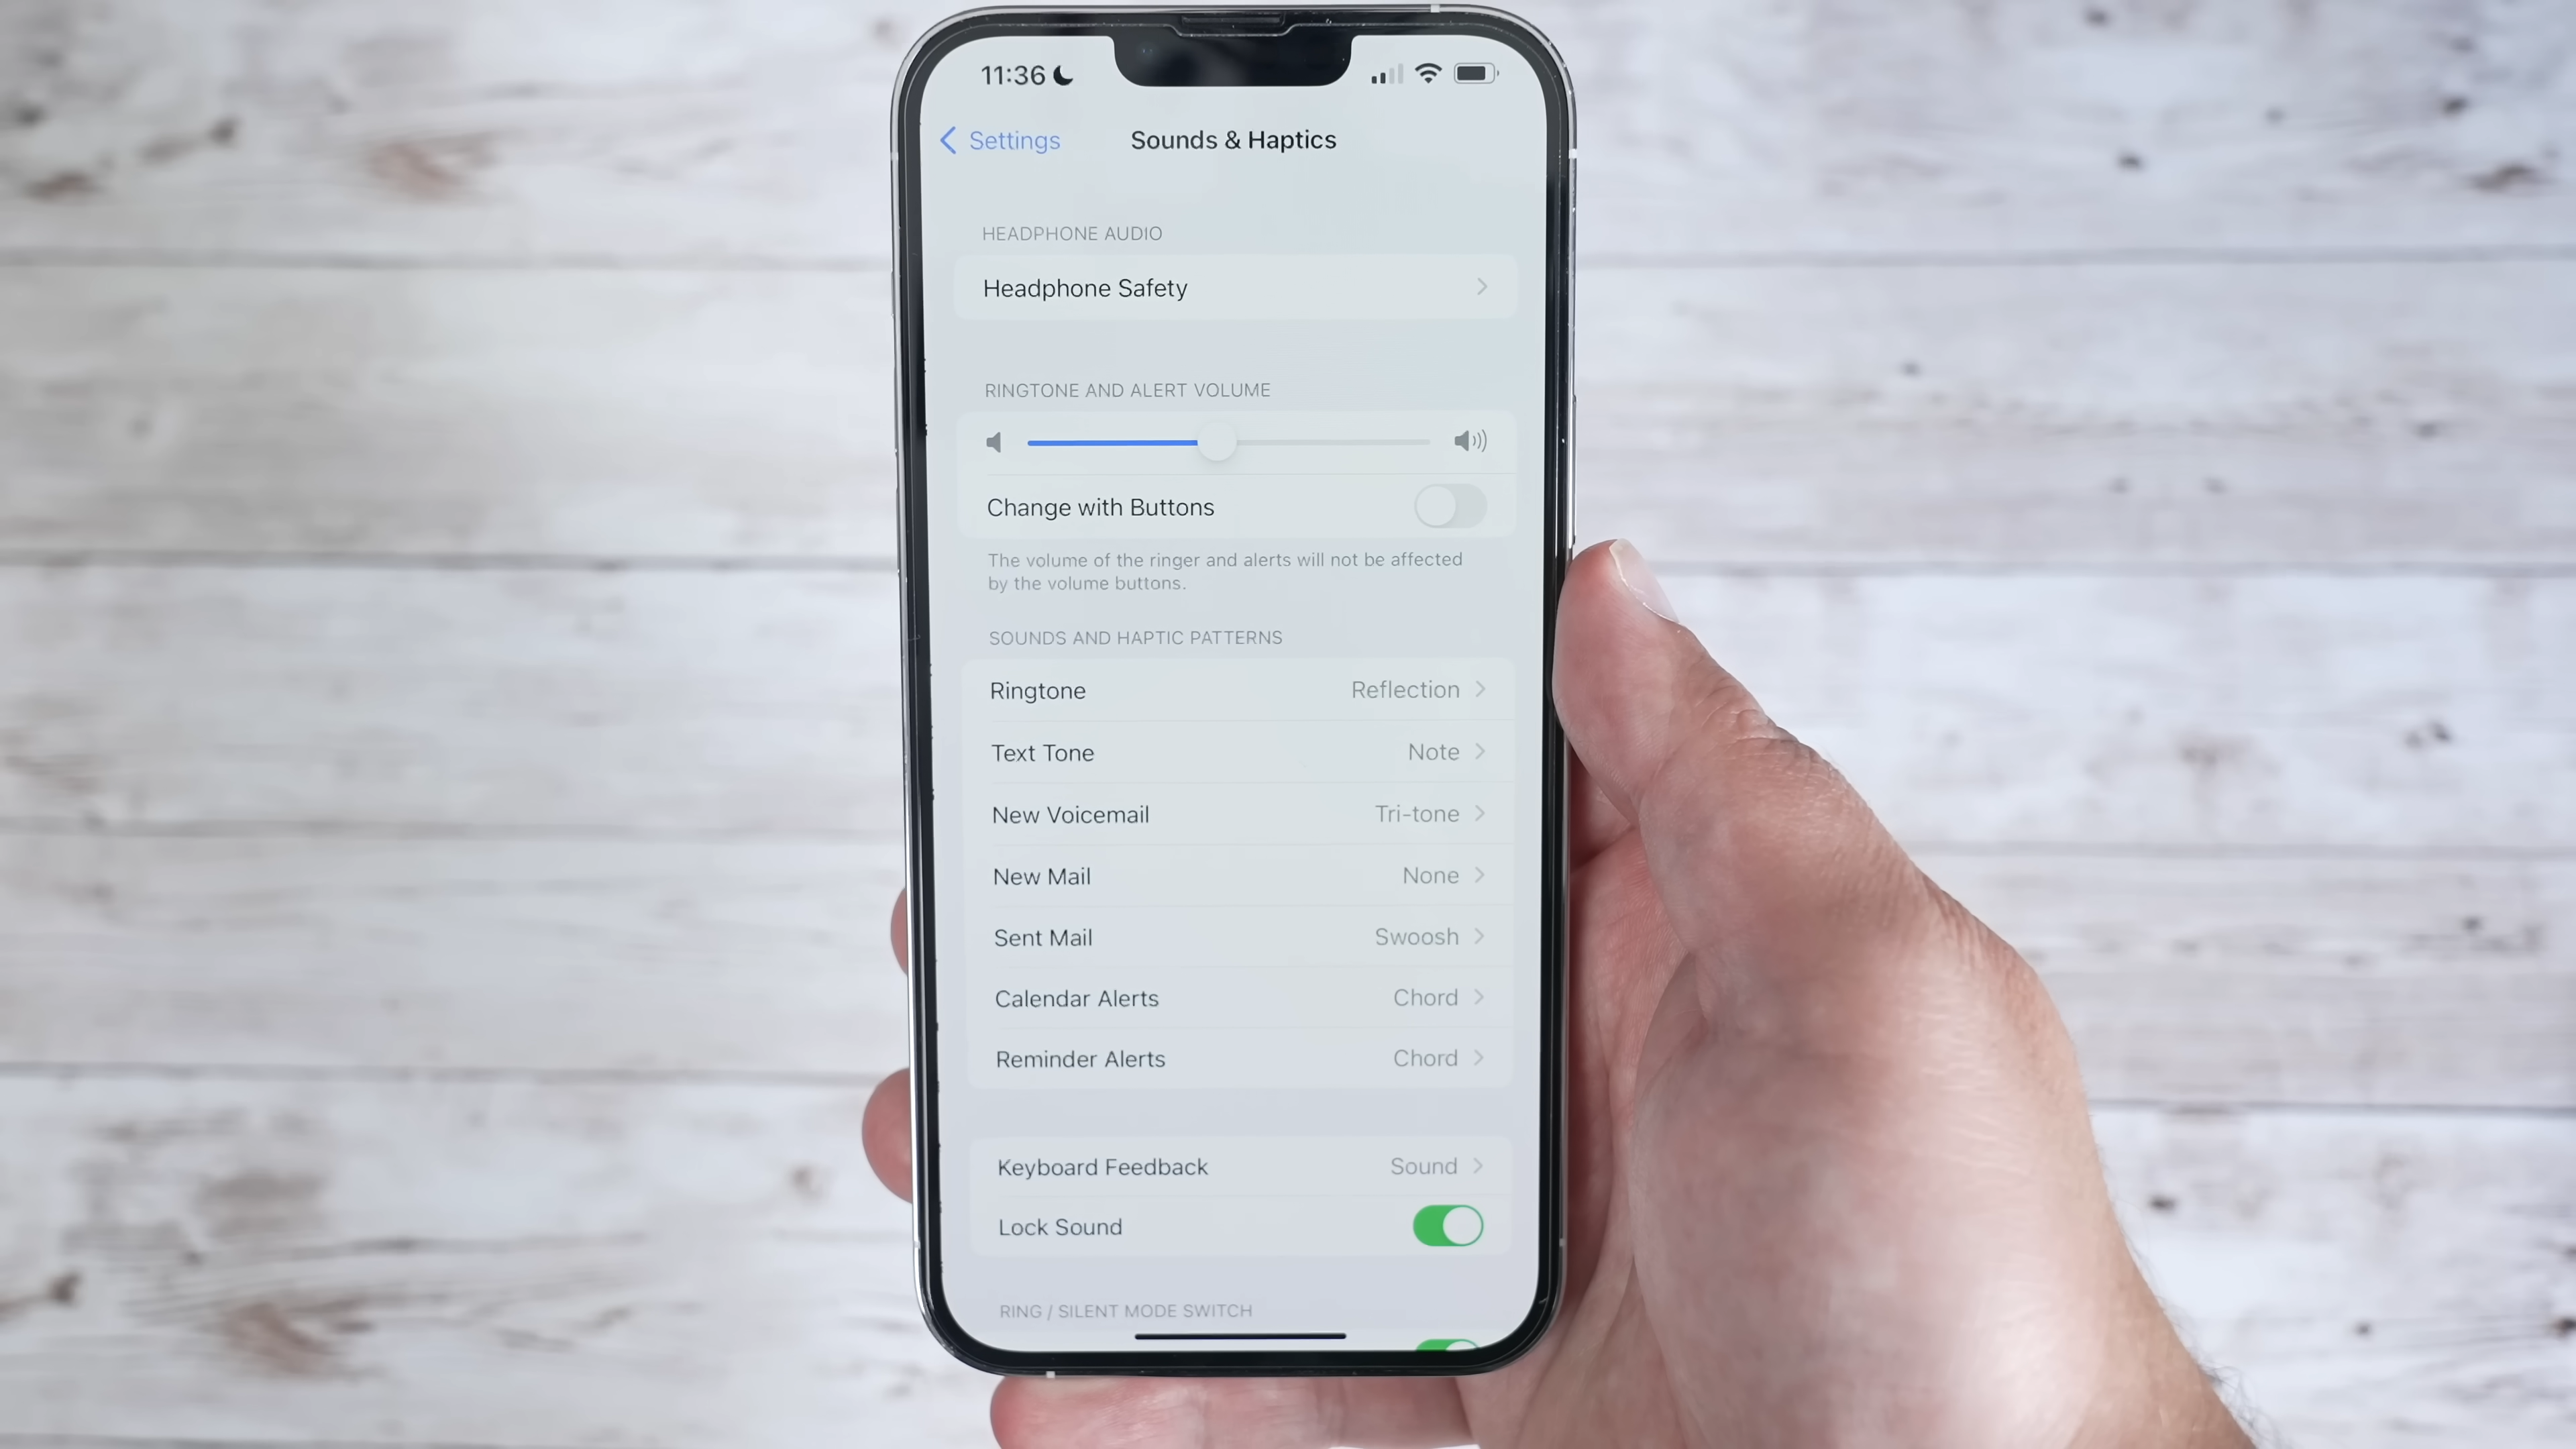 11:36
Settings
Sounds & Haptics
HEADPHONE AUDIO
Headphone Safety
RINGTONE AND ALERT VOLUME
Change with Buttons
The volume of the ringer and alerts will not be affected
by the volume buttons.
SOUNDS AND HAPTIC PATTERNS
Ringtone Reflection
Text Tone Note
New Voicemail Tri-tone
New Mail None
Sent Mail Swoosh
Calendar Alerts Chord
Reminder Alerts Chord
Keyboard Feedback Sound
Lock Sound
RING / SILENT MODE SWITCH